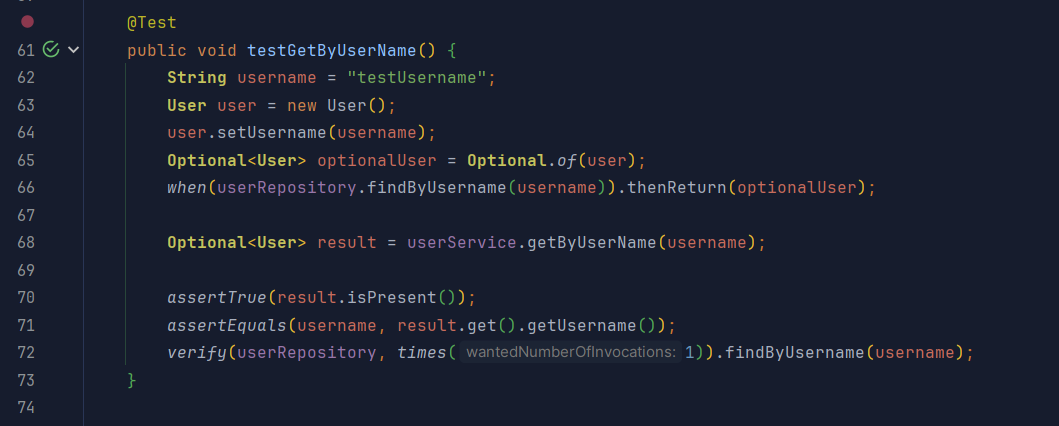 @Test
61 public void testGetByUserName() {
62 String username = "testUsername";
63 User user = new User();
64 user.setUsername(username);
65 Optional<User> optionalUser = Optional.of(user);
66 when(userRepository.findByUsername(username)).thenReturn(optionalUser);
67
68 Optional<User> result = userService.getByUserName(username);
69
70 assertTrue(result.isPresent());
71 assertEquals(username, result.get().getUsername());
72 verify(userRepository, times( wantedNumberOfInvocations: 1)).findByUsername(username);
73 }
74